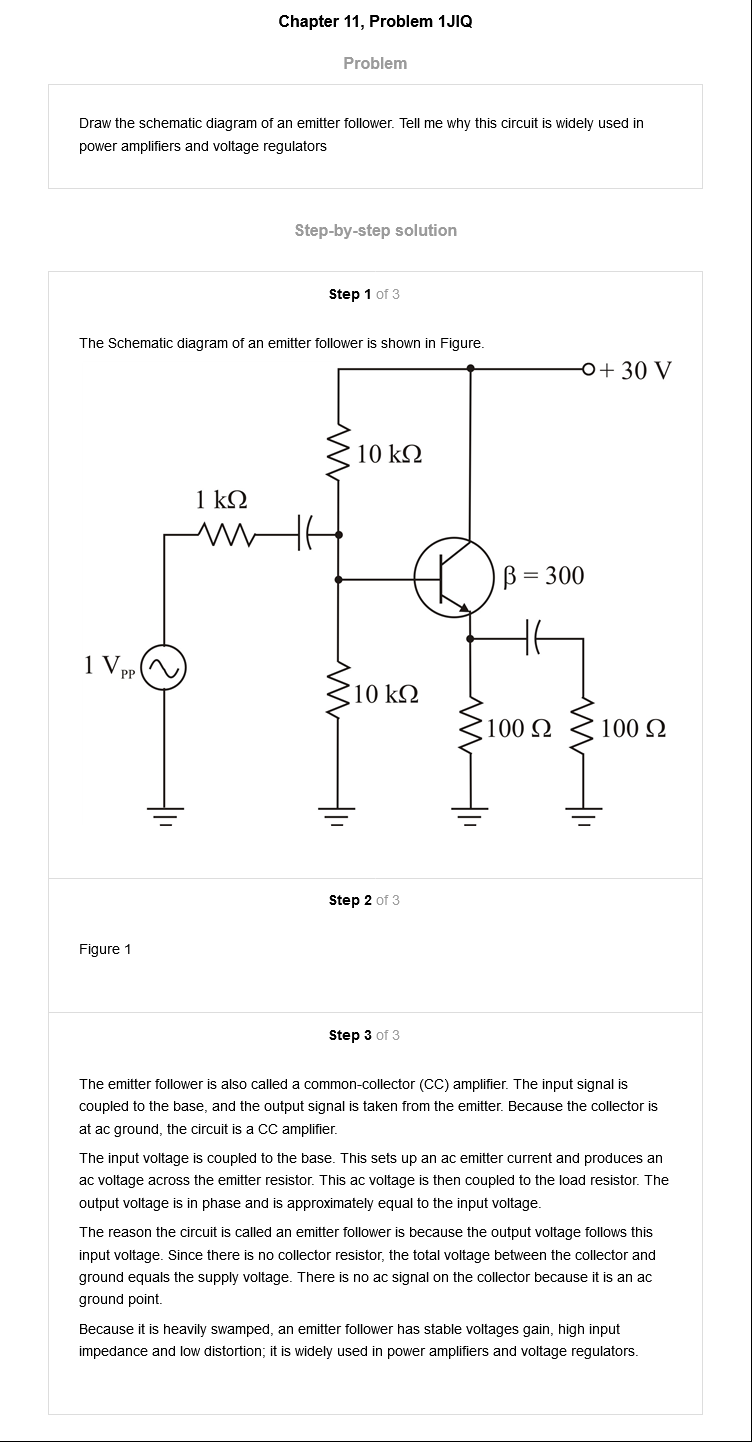 Chapter 11, Problem 1JIQ
Problem
Draw the schematic diagram of an emitter follower. Tell me why this circuit is widely used in
power amplifiers and voltage regulators
Step-by-step solution
Step 1 of 3
The Schematic diagram of an emitter follower is shown in Figure.
+ 30 V
10 kΩ
1 kΩ
β = 300
1 VPP
10 kΩ
100 Ω
100 Ω
Step 2 of 3
Figure 1
Step 3 of 3
The emitter follower is also called a common-collector (CC) amplifier. The input signal is
coupled to the base, and the output signal is taken from the emitter. Because the collector is
at ac ground, the circuit is a CC amplifier.
The input voltage is coupled to the base. This sets up an ac emitter current and produces an
ac voltage across the emitter resistor. This ac voltage is then coupled to the load resistor. The
output voltage is in phase and is approximately equal to the input voltage.
The reason the circuit is called an emitter follower is because the output voltage follows this
input voltage. Since there is no collector resistor, the total voltage between the collector and
ground equals the supply voltage. There is no ac signal on the collector because it is an ac
ground point.
Because it is heavily swamped, an emitter follower has stable voltages gain, high input
impedance and low distortion; it is widely used in power amplifiers and voltage regulators.